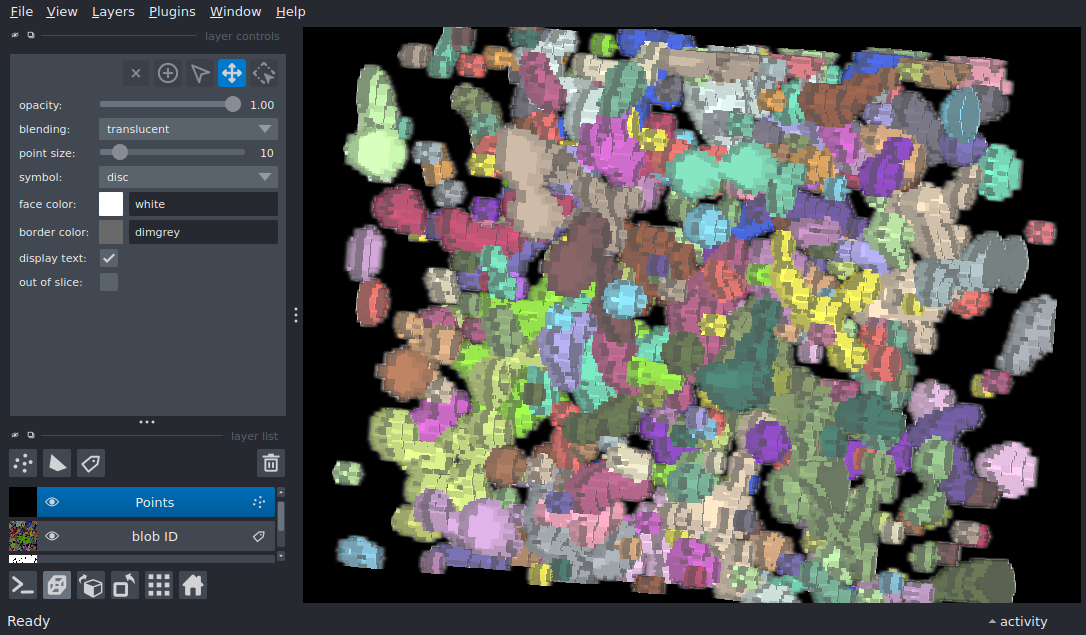 File View Layers Plugins Window Help
layer controls
opacity: 1.00
blending: translucent
point size: 10
symbol: disc
face color: white
border color: dimgrey
display text:
out of slice:
layer list
Points
blob ID
Ready
activity